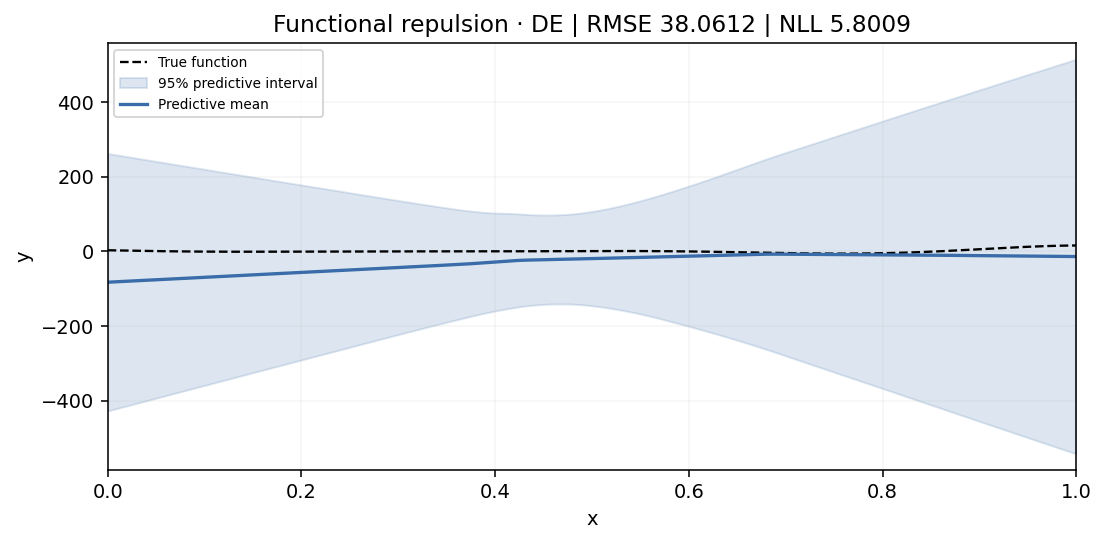 Functional repulsion · DE | RMSE 38.0612 | NLL 5.8009
True function
95% predictive interval
Predictive mean
400
200
0
−200
−400
y
0.0 0.2 0.4 0.6 0.8 1.0
x